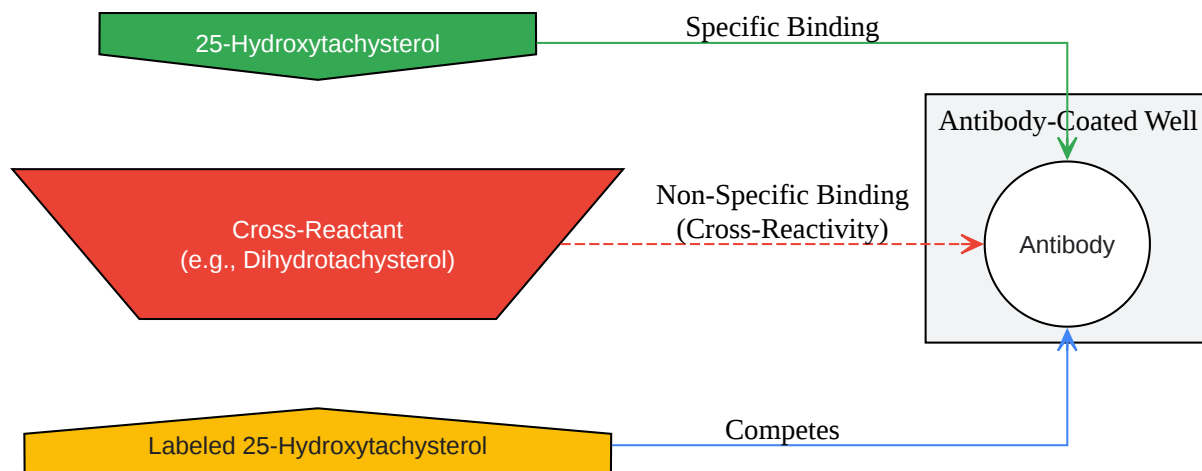 25-Hydroxytachysterol
Specific Binding
Antibody-Coated Well
Cross-Reactant
(e.g., Dihydrotachysterol)
Non-Specific Binding
(Cross-Reactivity)
Antibody
Labeled 25-Hydroxytachysterol
Competes